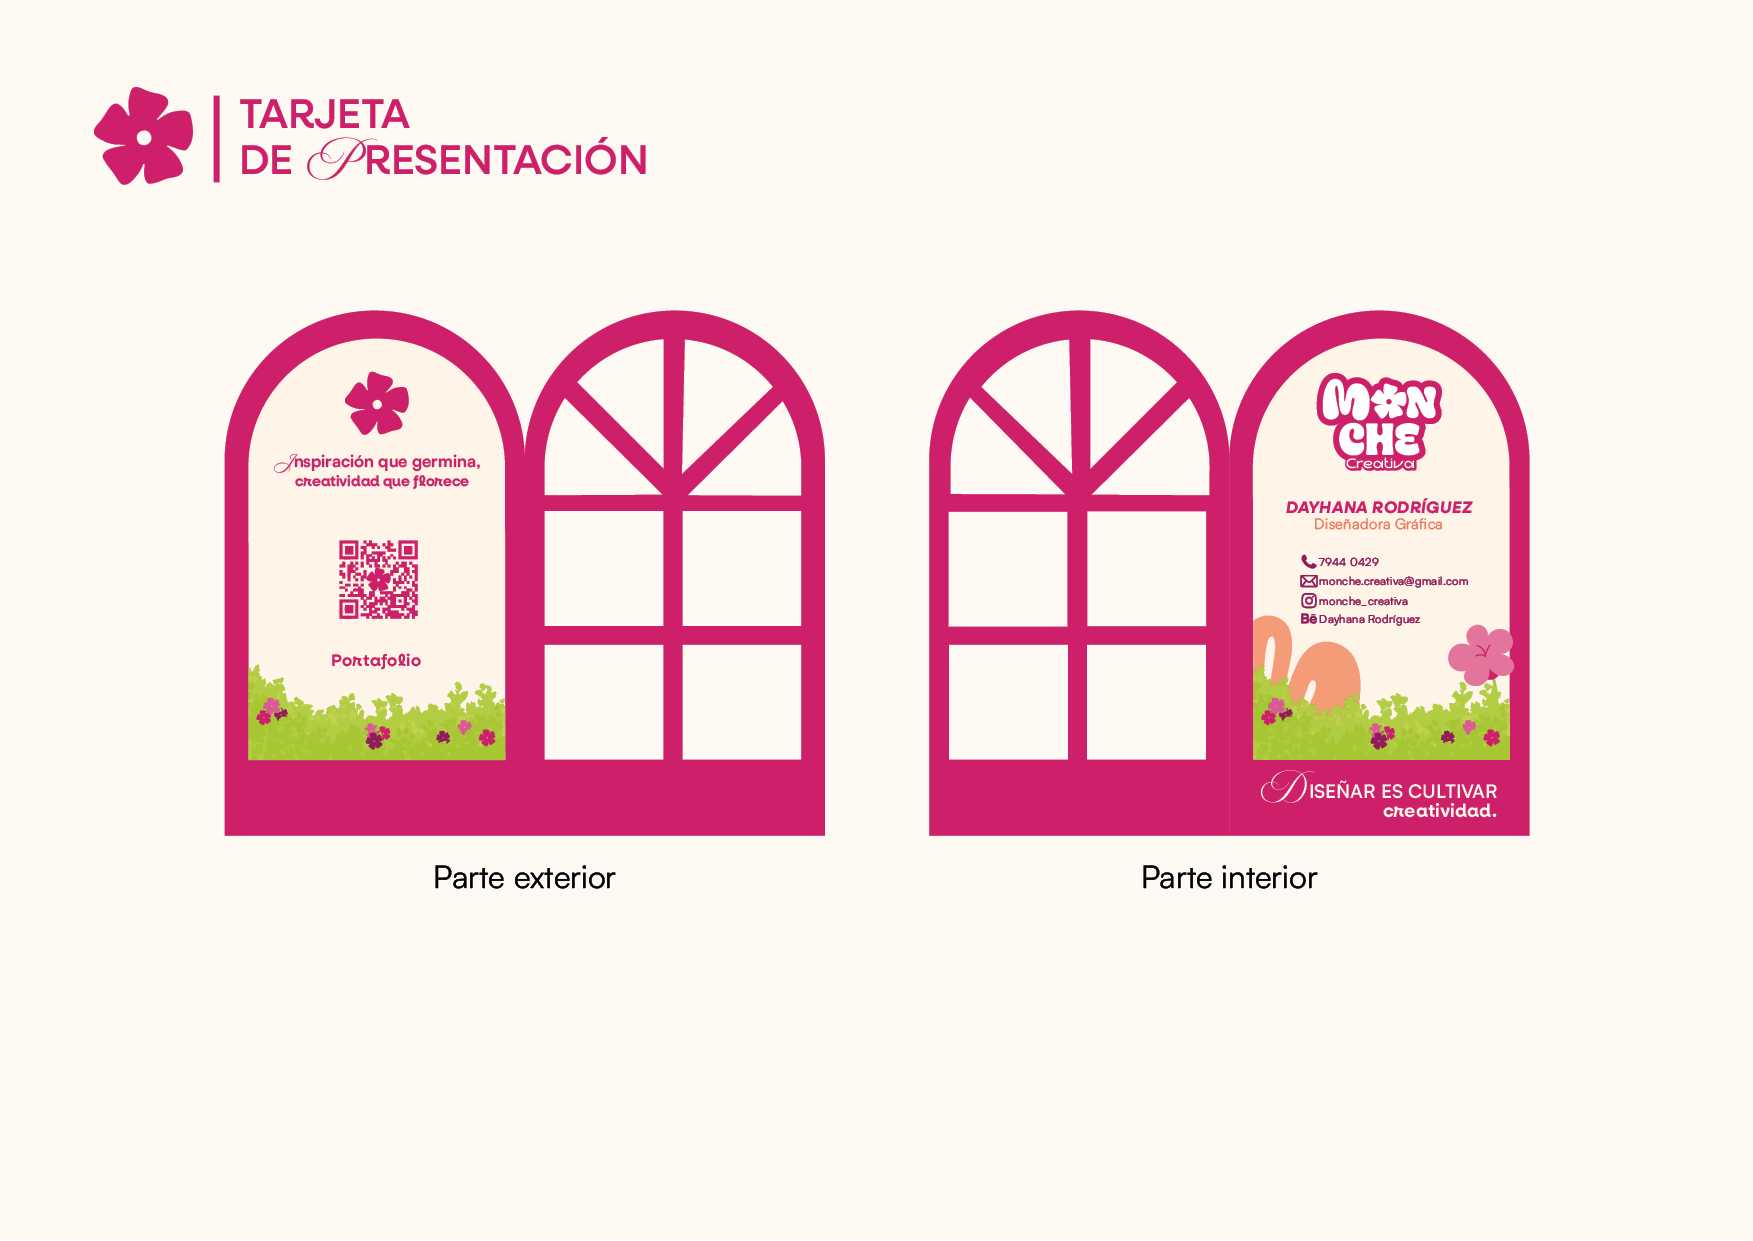 TARJETA
DE PRESENTACIÓN
Inspiración que germina,
creatividad que florece
Portafolio
Parte exterior
MONCHE
Creativa
DAYHANA RODRÍGUEZ
Diseñadora Gráfica
7944 0429
monche.creativa@gmail.com
monche_creativa
Bē Dayhana Rodríguez
DISEÑAR ES CULTIVAR
creatividad.
Parte interior